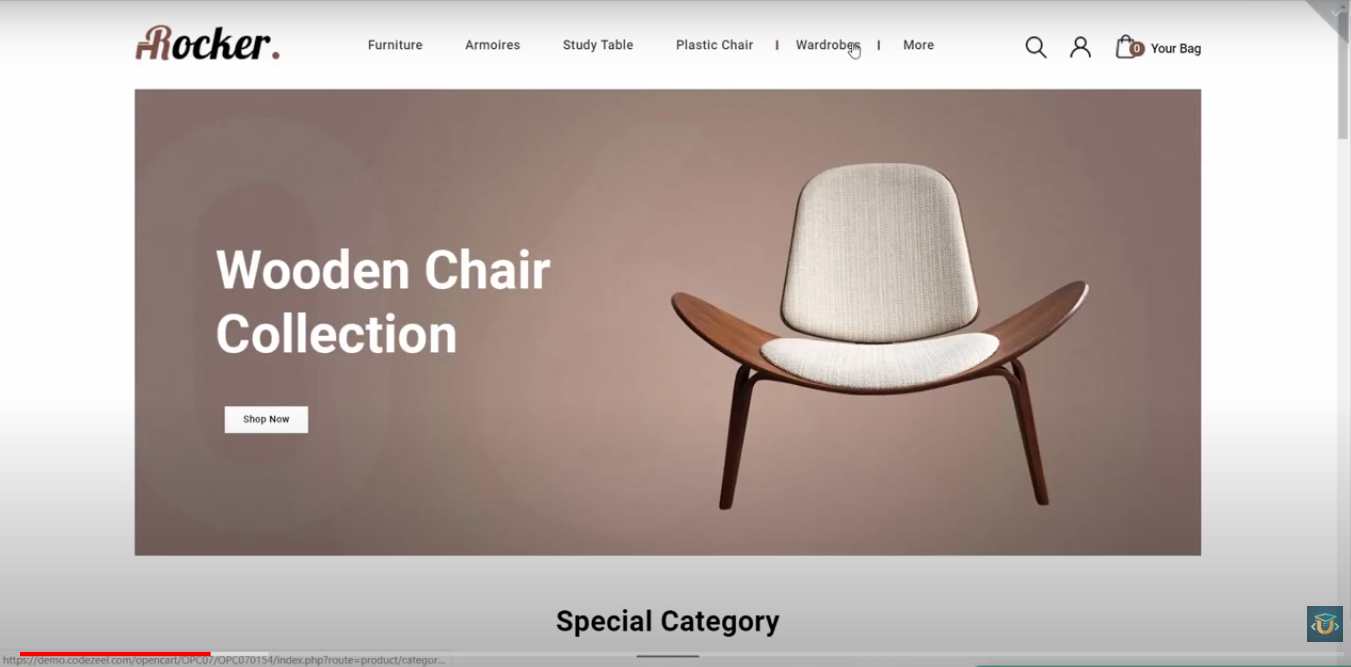 Rocker.
Furniture Armoires Study Table Plastic Chair Wardrobes More
0 Your Bag
Wooden Chair
Collection
Shop Now
Special Category
https://demo.codezeel.com/opencart/OPC07/OPC070154/index.php?route=product/categor...